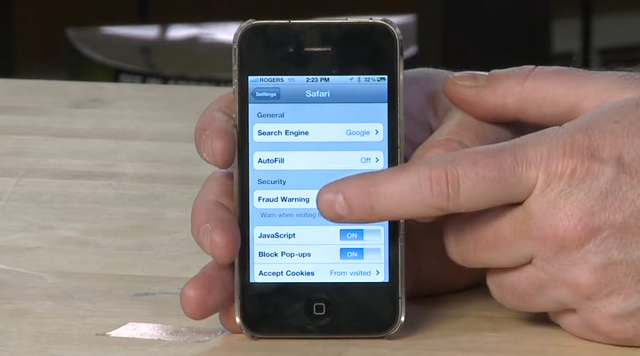 ROGERS 2:23 PM 32%
Settings Safari
General
Search Engine Google
AutoFill Off
Security
Fraud Warning
Warn when visiting
JavaScript ON
Block Pop-ups ON
Accept Cookies From visited